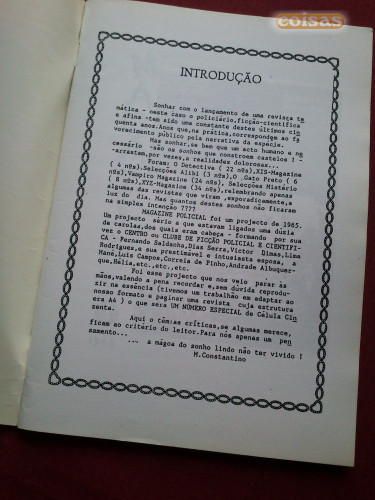 coisas
INTRODUÇÃO
Sonhar com o lançamento de uma revista te
mática - neste caso o policiário,ficção-científica
e afins -tem sido uma constante destes últimos cin
quenta anos.Anos que,na prática,correspondem ao fa
vorecimento público pela narrativa da espécie.
Mas sonhar,se bem que um acto humano e ne
cessário -são os sonhos que constroem castelos ! -
-arrastam,por vezes,a realidades dolorosas...
Foram: O Detective ( 22 nºs),XIS-Magazine
( 4 nºs),Selecções Alibi (3 nºs),O Gato Preto ( 6
nºs),Vampiro Magazine (24 nºs), Selecções Mistério
( 8 nºs),XYZ-Magazine (34 nºs),relembrando apenas
algumas das revistas que viram ,esporadicamente,a
luz do dia. Mas quantos destes sonhos não ficaram
na simples intenção ????
MAGAZINE POLICIAL foi um projecto de 1965.
Um projecto sério e que estavam ligados uma dúzia
de carolas,dos quais eram cabeça - formando por sua
vez o CENTRO ou CLUBE DE FICÇÃO POLICIAL E CIENTIFI-
CA - Fernando Saldanha,Dias Serra,Victor Dimas,Lima
Rodrigues,e sua prestimável e intusiasta esposa, a
Mané,Luís Campos,Correia de Pinho,Andrade Albuquer-
que,Hália,etc.,etc.,etc.
Foi esse projecto que nos veio parar às
mãos,valendo a pena recordar e,sem dúvida reprodu-
zir na essência (tivemos um trabalhão em adaptar ao
nosso formato e paginar uma revista cuja estrutura
era A4 ) o que será UM NÚMERO ESPECIAL de Célula Cin
zenta.
Aqui o têm:as críticas,se algumas merece,
ficam ao critério do leitor.Para nós apenas um pen
samento...
... a mágoa do sonho lindo não ter vivido !
M.Constantino